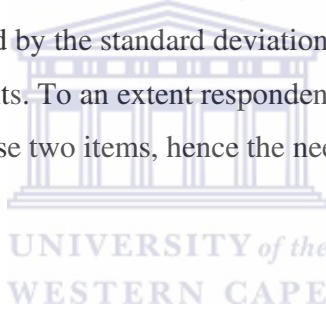 d by the standard deviation
ts. To an extent responden
se two items, hence the nee
UNIVERSITY of the
WESTERN CAPE